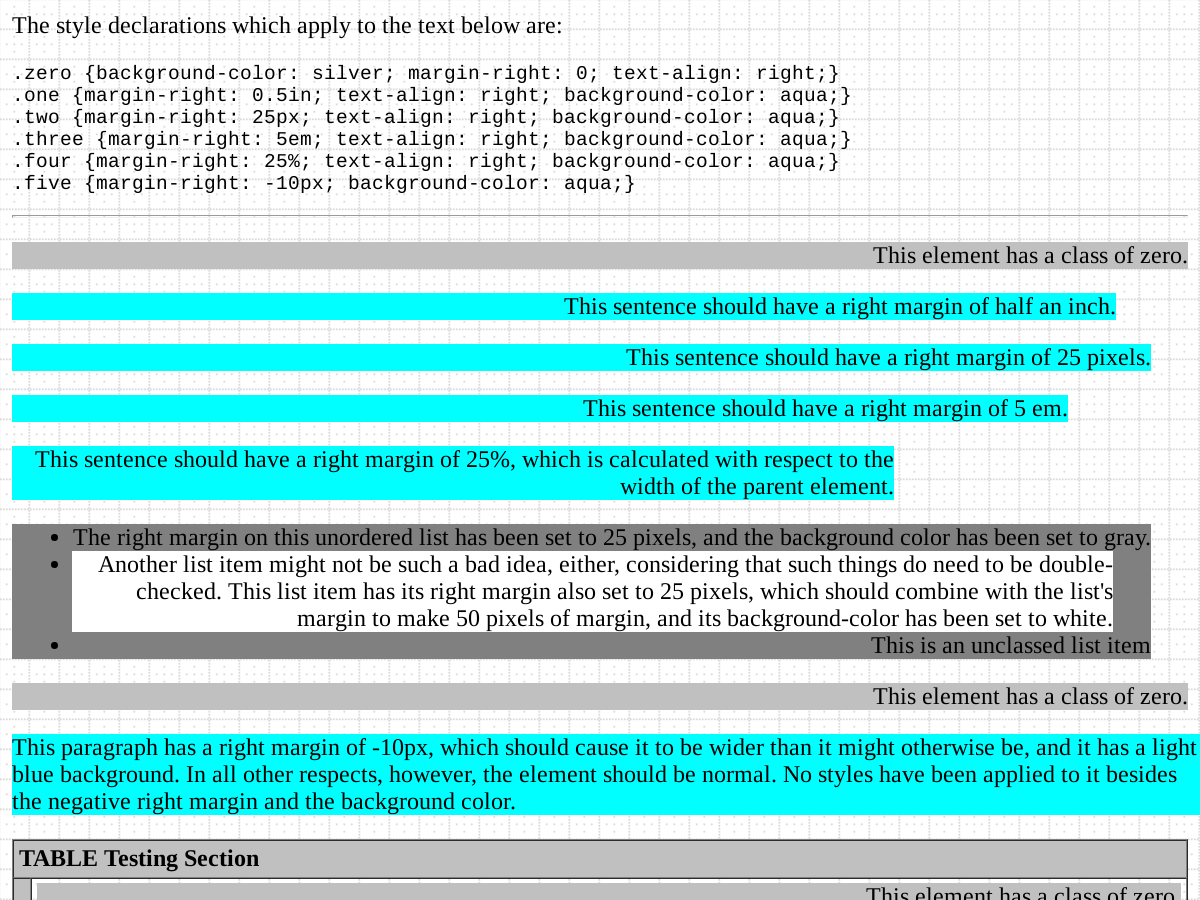 The style declarations which apply to the text below are:
.zero {background-color: silver; margin-right: 0; text-align: right;}
.one {margin-right: 0.5in; text-align: right; background-color: aqua;}
.two {margin-right: 25px; text-align: right; background-color: aqua;}
.three {margin-right: 5em; text-align: right; background-color: aqua;}
.four {margin-right: 25%; text-align: right; background-color: aqua;}
.five {margin-right: -10px; background-color: aqua;}
This element has a class of zero.
This sentence should have a right margin of half an inch.
This sentence should have a right margin of 25 pixels.
This sentence should have a right margin of 5 em.
This sentence should have a right margin of 25%, which is calculated with respect to the
width of the parent element.
• The right margin on this unordered list has been set to 25 pixels, and the background color has been set to gray.
• Another list item might not be such a bad idea, either, considering that such things do need to be double-
checked. This list item has its right margin also set to 25 pixels, which should combine with the list's
margin to make 50 pixels of margin, and its background-color has been set to white.
• This is an unclassed list item
This element has a class of zero.
This paragraph has a right margin of -10px, which should cause it to be wider than it might otherwise be, and it has a light
blue background. In all other respects, however, the element should be normal. No styles have been applied to it besides
the negative right margin and the background color.
TABLE Testing Section
This element has a class of zero.